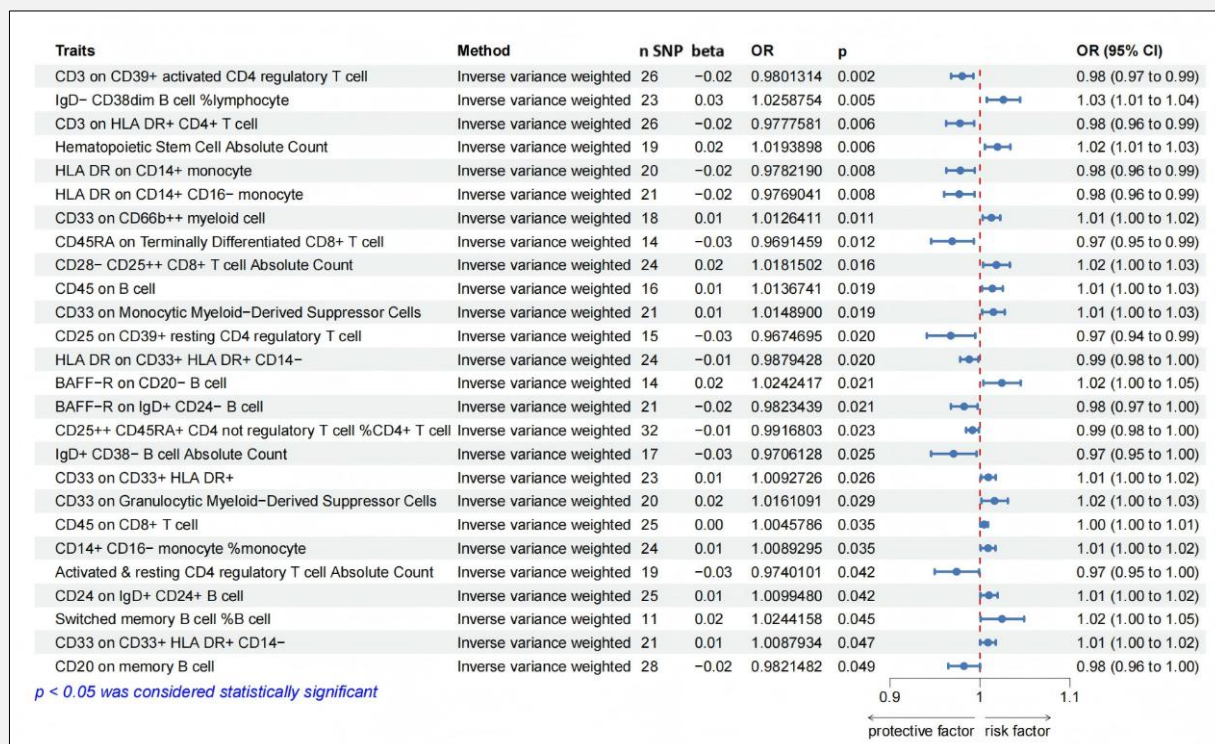 Traits Method n SNP beta OR p OR (95% CI)
CD3 on CD39+ activated CD4 regulatory T cell Inverse variance weighted 26 −0.02 0.9801314 0.002 0.98 (0.97 to 0.99)
IgD− CD38dim B cell %lymphocyte Inverse variance weighted 23 0.03 1.0258754 0.005 1.03 (1.01 to 1.04)
CD3 on HLA DR+ CD4+ T cell Inverse variance weighted 26 −0.02 0.9777581 0.006 0.98 (0.96 to 0.99)
Hematopoietic Stem Cell Absolute Count Inverse variance weighted 19 0.02 1.0193898 0.006 1.02 (1.01 to 1.03)
HLA DR on CD14+ monocyte Inverse variance weighted 20 −0.02 0.9782190 0.008 0.98 (0.96 to 0.99)
HLA DR on CD14+ CD16− monocyte Inverse variance weighted 21 −0.02 0.9769041 0.008 0.98 (0.96 to 0.99)
CD33 on CD66b++ myeloid cell Inverse variance weighted 18 0.01 1.0126411 0.011 1.01 (1.00 to 1.02)
CD45RA on Terminally Differentiated CD8+ T cell Inverse variance weighted 14 −0.03 0.9691459 0.012 0.97 (0.95 to 0.99)
CD28− CD25++ CD8+ T cell Absolute Count Inverse variance weighted 24 0.02 1.0181502 0.016 1.02 (1.00 to 1.03)
CD45 on B cell Inverse variance weighted 16 0.01 1.0136741 0.019 1.01 (1.00 to 1.03)
CD33 on Monocytic Myeloid−Derived Suppressor Cells Inverse variance weighted 21 0.01 1.0148900 0.019 1.01 (1.00 to 1.03)
CD25 on CD39+ resting CD4 regulatory T cell Inverse variance weighted 15 −0.03 0.9674695 0.020 0.97 (0.94 to 0.99)
HLA DR on CD33+ HLA DR+ CD14− Inverse variance weighted 24 −0.01 0.9879428 0.020 0.99 (0.98 to 1.00)
BAFF−R on CD20− B cell Inverse variance weighted 14 0.02 1.0242417 0.021 1.02 (1.00 to 1.05)
BAFF−R on IgD+ CD24− B cell Inverse variance weighted 21 −0.02 0.9823439 0.021 0.98 (0.97 to 1.00)
CD25++ CD45RA+ CD4 not regulatory T cell %CD4+ T cell Inverse variance weighted 32 −0.01 0.9916803 0.023 0.99 (0.98 to 1.00)
IgD+ CD38− B cell Absolute Count Inverse variance weighted 17 −0.03 0.9706128 0.025 0.97 (0.95 to 1.00)
CD33 on CD33+ HLA DR+ Inverse variance weighted 23 0.01 1.0092726 0.026 1.01 (1.00 to 1.02)
CD33 on Granulocytic Myeloid−Derived Suppressor Cells Inverse variance weighted 20 0.02 1.0161091 0.029 1.02 (1.00 to 1.03)
CD45 on CD8+ T cell Inverse variance weighted 25 0.00 1.0045786 0.035 1.00 (1.00 to 1.01)
CD14+ CD16− monocyte %monocyte Inverse variance weighted 24 0.01 1.0089295 0.035 1.01 (1.00 to 1.02)
Activated & resting CD4 regulatory T cell Absolute Count Inverse variance weighted 19 −0.03 0.9740101 0.042 0.97 (0.95 to 1.00)
CD24 on IgD+ CD24+ B cell Inverse variance weighted 25 0.01 1.0099480 0.042 1.01 (1.00 to 1.02)
Switched memory B cell %B cell Inverse variance weighted 11 0.02 1.0244158 0.045 1.02 (1.00 to 1.05)
CD33 on CD33+ HLA DR+ CD14− Inverse variance weighted 21 0.01 1.0087934 0.047 1.01 (1.00 to 1.02)
CD20 on memory B cell Inverse variance weighted 28 −0.02 0.9821482 0.049 0.98 (0.96 to 1.00)
p < 0.05 was considered statistically significant
0.9 1 1.1
protective factor risk factor